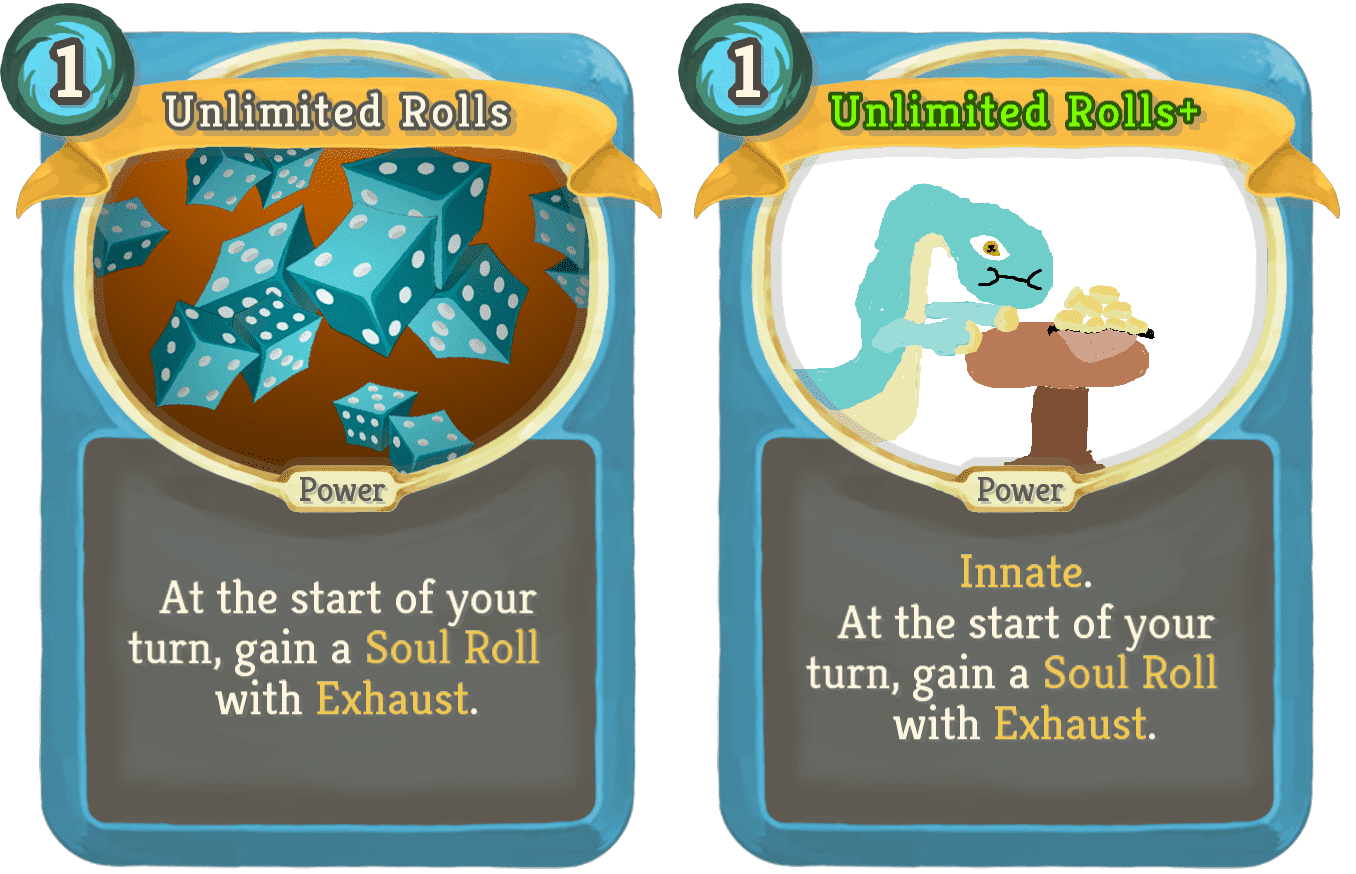 1
Unlimited Rolls
Power
At the start of your
turn, gain a Soul Roll
with Exhaust.
1
Unlimited Rolls+
Power
Innate.
At the start of your
turn, gain a Soul Roll
with Exhaust.